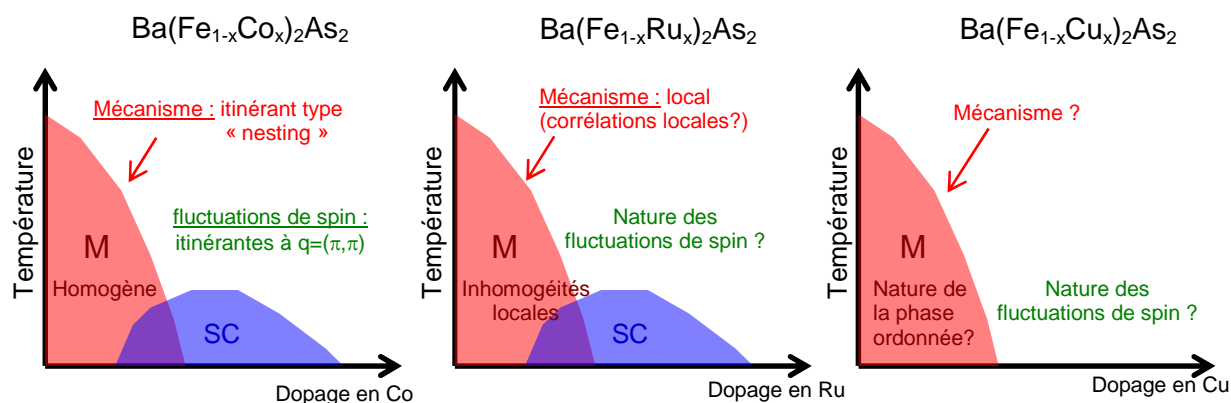 Ba(Fe1-xCox)2As2
Température
Mécanisme : itinérant type
« nesting »
fluctuations de spin :
itinérantes à q=(π,π)
M
Homogène
SC
Dopage en Co
Ba(Fe1-xRux)2As2
Température
Mécanisme : local
(corrélations locales?)
Nature des
fluctuations de spin ?
M
Inhomogéités
locales
SC
Dopage en Ru
Ba(Fe1-xCux)2As2
Température
Mécanisme ?
M
Nature de
la phase
ordonnée?
Nature des
fluctuations de spin ?
Dopage en Cu